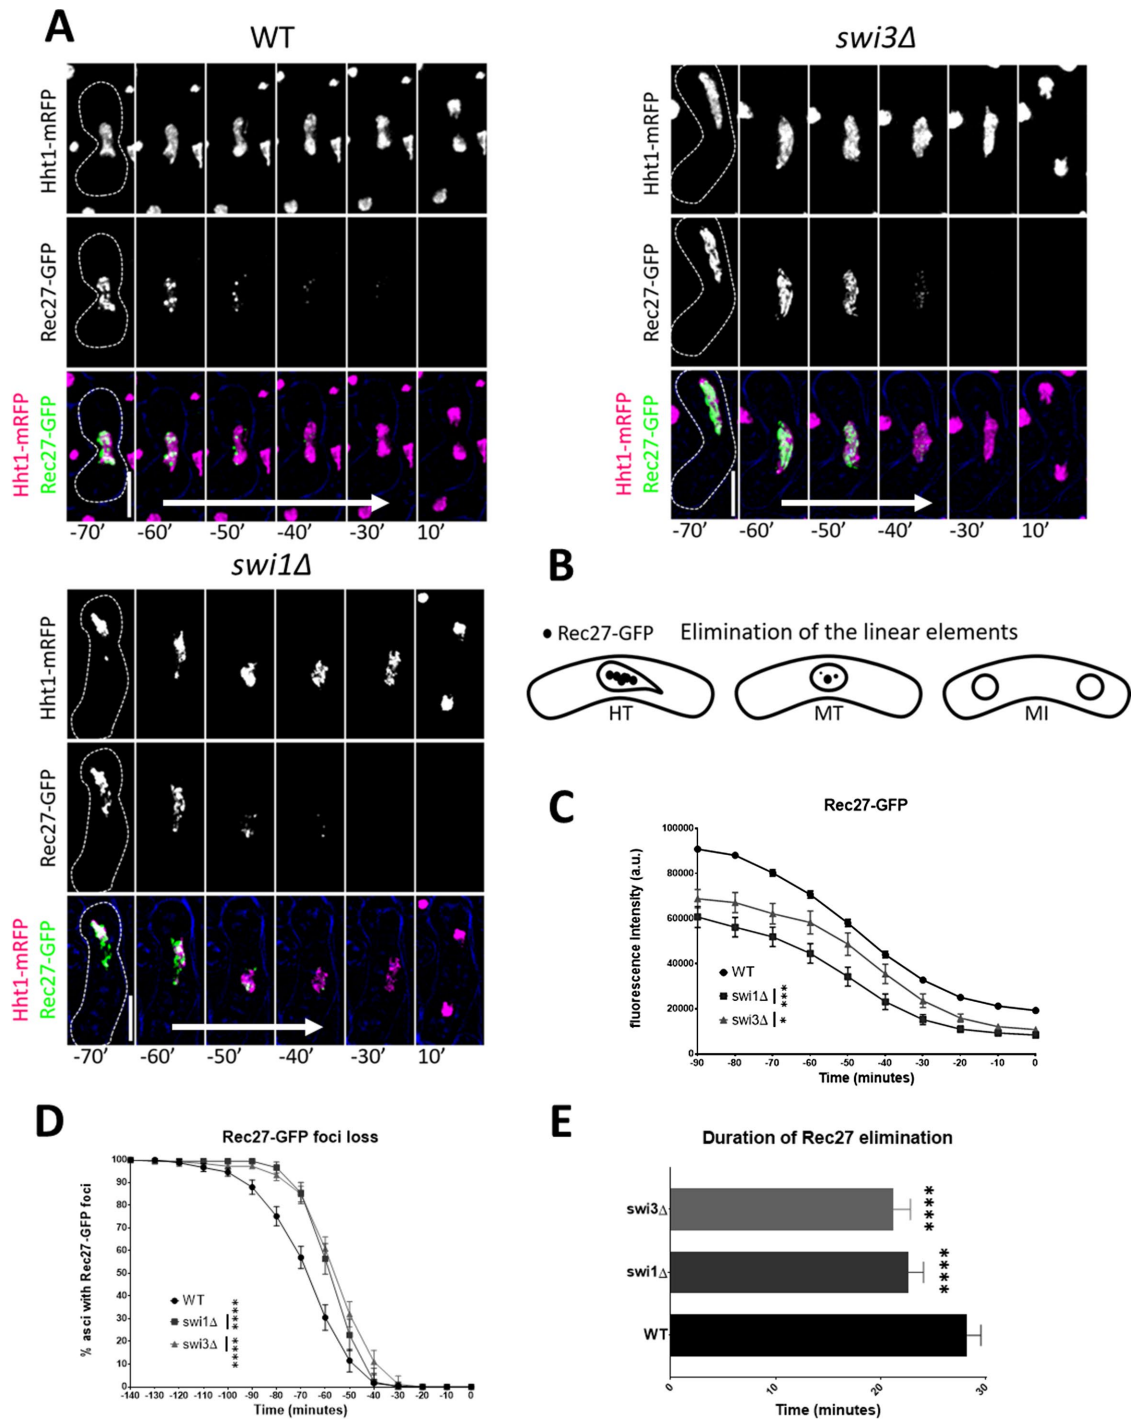 A
WT
Hht1-mRFP
Rec27-GFP
Hht1-mRFP
Rec27-GFP
-70’ -60’ -50’ -40’ -30’ 10’
swi3Δ
Hht1-mRFP
Rec27-GFP
Hht1-mRFP
Rec27-GFP
-70’ -60’ -50’ -40’ -30’ 10’
swi1Δ
Hht1-mRFP
Rec27-GFP
Hht1-mRFP
Rec27-GFP
-70’ -60’ -50’ -40’ -30’ 10’
B
Rec27-GFP Elimination of the linear elements
HT MT MI
C
Rec27-GFP
fluorescence Intensity (a.u.)
100000
80000
60000
40000
20000
0
WT
swi1Δ ***
swi3Δ *
-90 -80 -70 -60 -50 -40 -30 -20 -10 0
Time (minutes)
D
Rec27-GFP foci loss
% asci with Rec27-GFP foci
100
90
80
70
60
50
40
30
20
10
0
WT
swi1Δ ****
swi3Δ ****
-140 -130 -120 -110 -100 -90 -80 -70 -60 -50 -40 -30 -20 -10 0
Time (minutes)
E
Duration of Rec27 elimination
swi3Δ ****
swi1Δ ****
WT
0 10 20 30
Time (minutes)